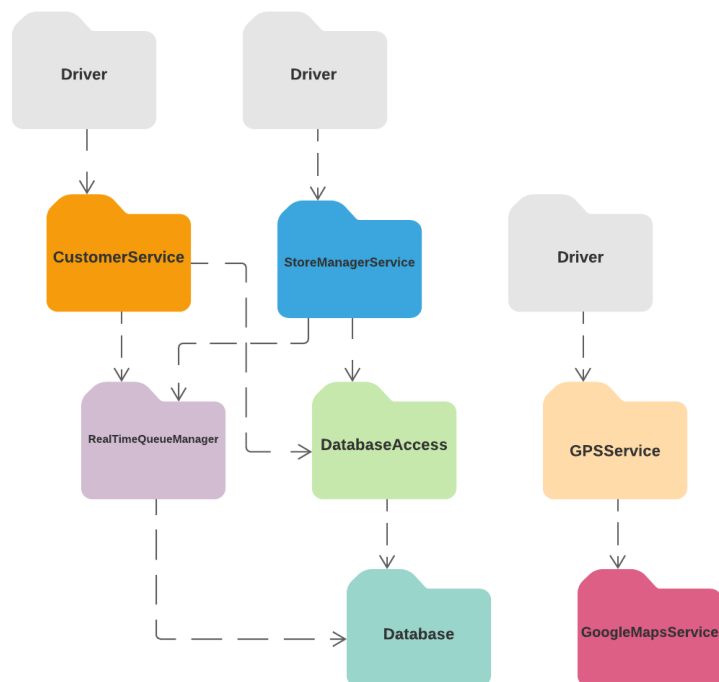 Driver
Driver
CustomerService
StoreManagerService
Driver
RealTimeQueueManager
DatabaseAccess
GPSService
Database
GoogleMapsService